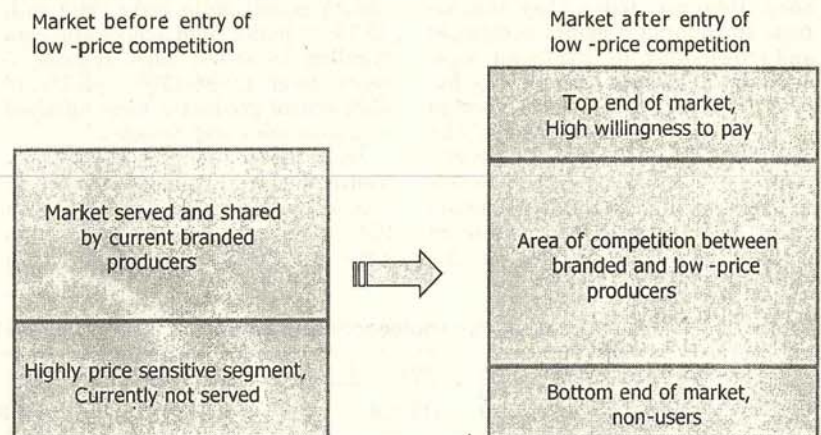 Market before entry of
low -price competition
Market served and shared
by current branded
producers
Highly price sensitive segment,
Currently not served
Market after entry of
low -price competition
Top end of market,
High willingness to pay
Area of competition between
branded and low -price
producers
Bottom end of market,
non-users